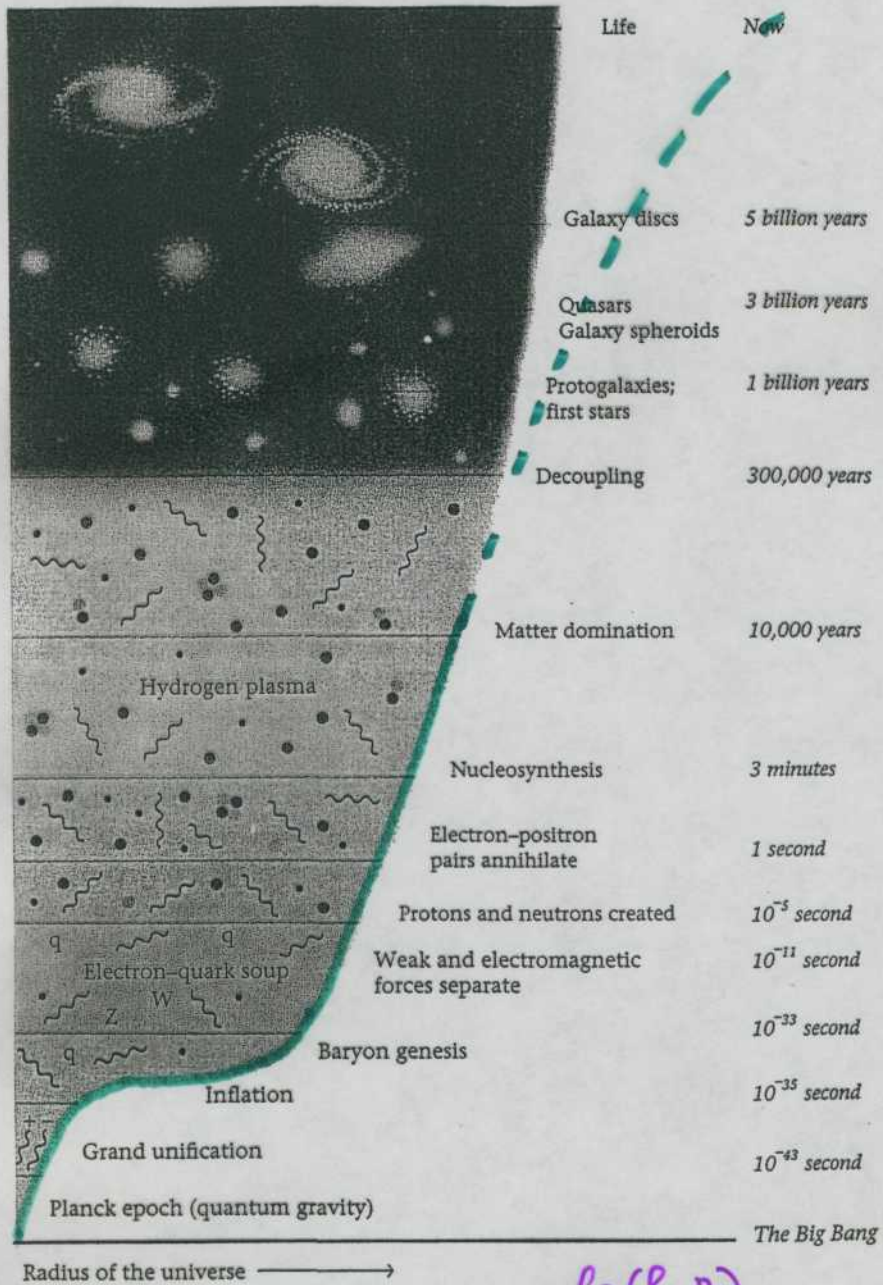 Life Now
Galaxy discs 5 billion years
Quasars 3 billion years
Galaxy spheroids
Protogalaxies; 1 billion years
first stars
Decoupling 300,000 years
Matter domination 10,000 years
Hydrogen plasma
Nucleosynthesis 3 minutes
Electron–positron
pairs annihilate 1 second
Protons and neutrons created 10⁻⁵ second
q q
Electron–quark soup
W
Z
Weak and electromagnetic 10⁻¹¹ second
forces separate
10⁻³³ second
q
Baryon genesis
Inflation 10⁻³⁵ second
+ −
Grand unification 10⁻⁴³ second
Planck epoch (quantum gravity)
The Big Bang
Radius of the universe ⟶